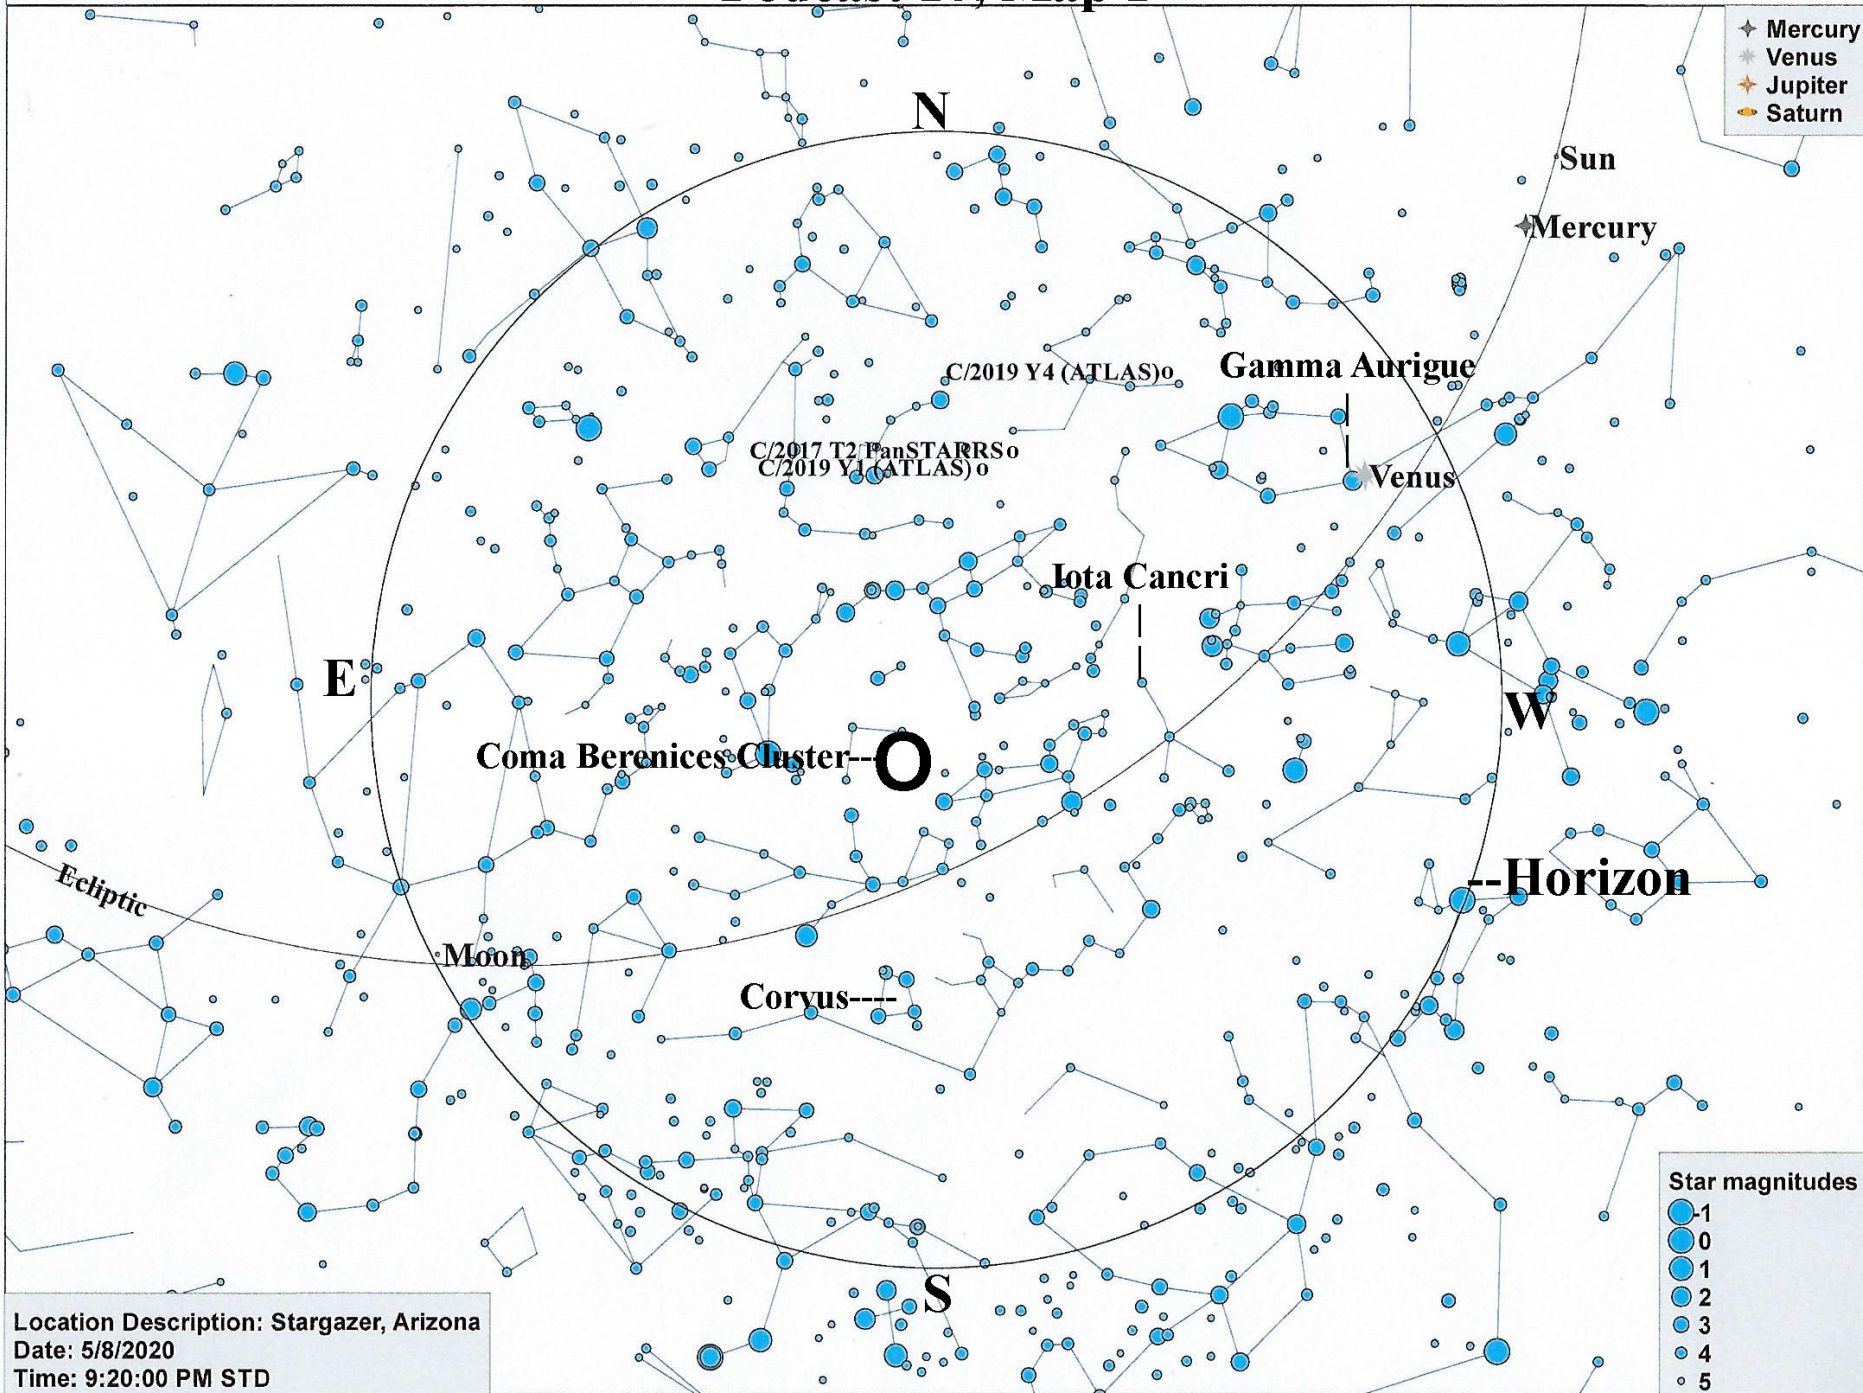 Mercury
Venus
Jupiter
Saturn
N
Sun
Mercury
Gamma Aurigue
C/2019 Y4 (ATLAS)
C/2017 T2 PanSTARRS
C/2019 Y1 (ATLAS)
Venus
Iota Cancri
E
W
Coma Berenices Cluster---O
Ecliptic
--Horizon
Moon
Corvus----
S
Star magnitudes
-1
0
1
2
3
4
5
Location Description: Stargazer, Arizona
Date: 5/8/2020
Time: 9:20:00 PM STD